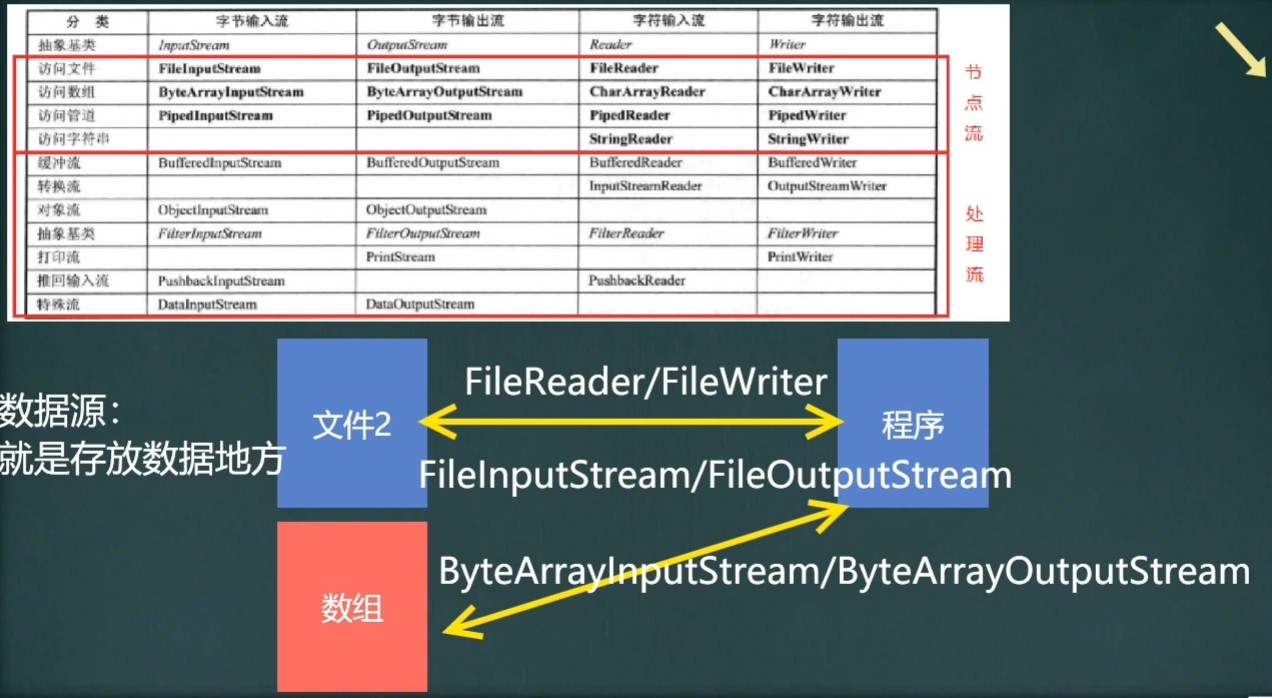 分 类 字节输入流 字节输出流 字符输入流 字符输出流
抽象基类 InputStream OutputStream Reader Writer
访问文件 FileInputStream FileOutputStream FileReader FileWriter
访问数组 ByteArrayInputStream ByteArrayOutputStream CharArrayReader CharArrayWriter
访问管道 PipedInputStream PipedOutputStream PipedReader PipedWriter
访问字符串 StringReader StringWriter
缓冲流 BufferedInputStream BufferedOutputStream BufferedReader BufferedWriter
转换流 InputStreamReader OutputStreamWriter
对象流 ObjectInputStream ObjectOutputStream
抽象基类 FilterInputStream FilterOutputStream FilterReader FilterWriter
打印流 PrintStream PrintWriter
推回输入流 PushbackInputStream PushbackReader
特殊流 DataInputStream DataOutputStream
节点流
处理流
数据源:
就是存放数据地方
文件2
FileReader/FileWriter
程序
FileInputStream/FileOutputStream
数组
ByteArrayInputStream/ByteArrayOutputStream